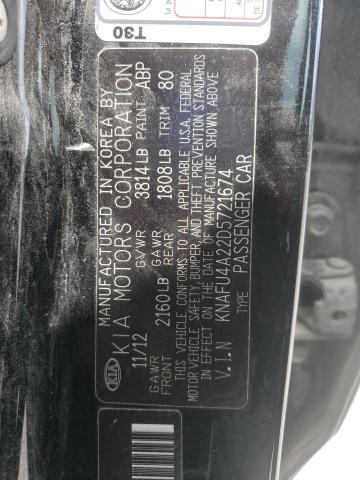 MANUFACTURED IN KOREA BY
KIA MOTORS CORPORATION
11/12 GVWR 3814LB PAINT ABP
GAWR FRONT 2160LB GAWR REAR 1808LB TRIM 80
THIS VEHICLE CONFORMS TO ALL APPLICABLE U.S.A. FEDERAL
MOTOR VEHICLE SAFETY, BUMPER, AND THEFT PREVENTION STANDARDS
IN EFFECT ON THE DATE OF MANUFACTURE SHOWN ABOVE
V.I.N KNAFU4A22D5721674
TYPE PASSENGER CAR
KIA
T30